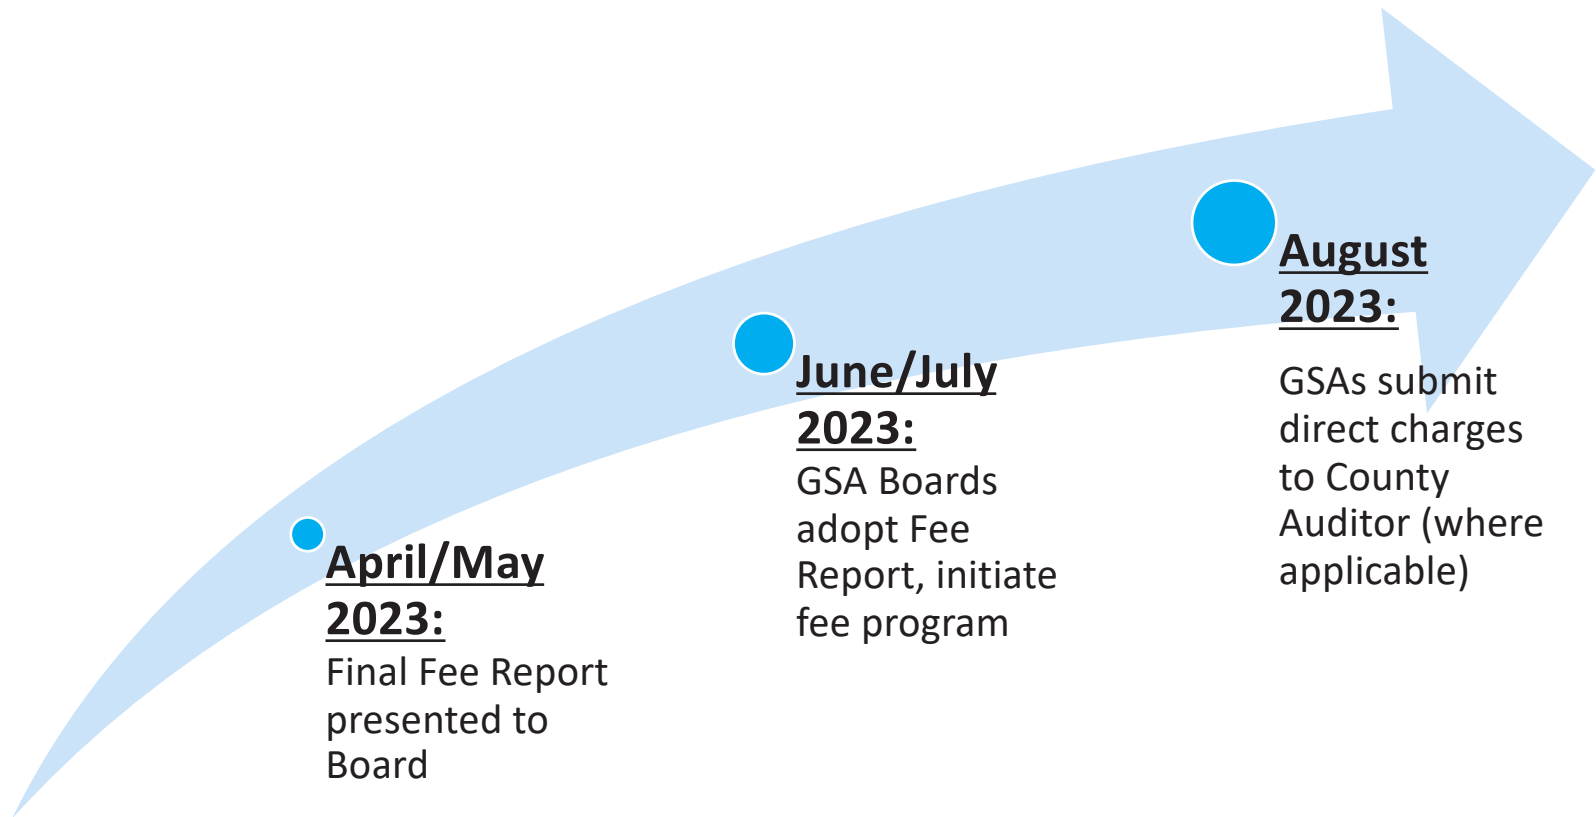 April/May
2023:
Final Fee Report
presented to
Board
June/July
2023:
GSA Boards
adopt Fee
Report, initiate
fee program
August
2023:
GSAs submit
direct charges
to County
Auditor (where
applicable)